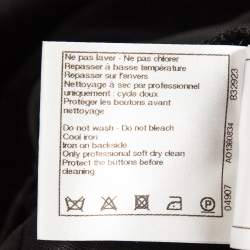 Ne pas laver - Ne pas chlorer
Repasser à basse température
Repasser sur l'envers
Nettoyage à sec par professionnel
uniquement : cycle doux
Protéger les boutons avant
nettoyage
Do not wash - Do not bleach
Cool iron
Iron on backside
Only professional soft dry clean
Protect the buttons before
cleaning
P
B32923
A01380834
04907